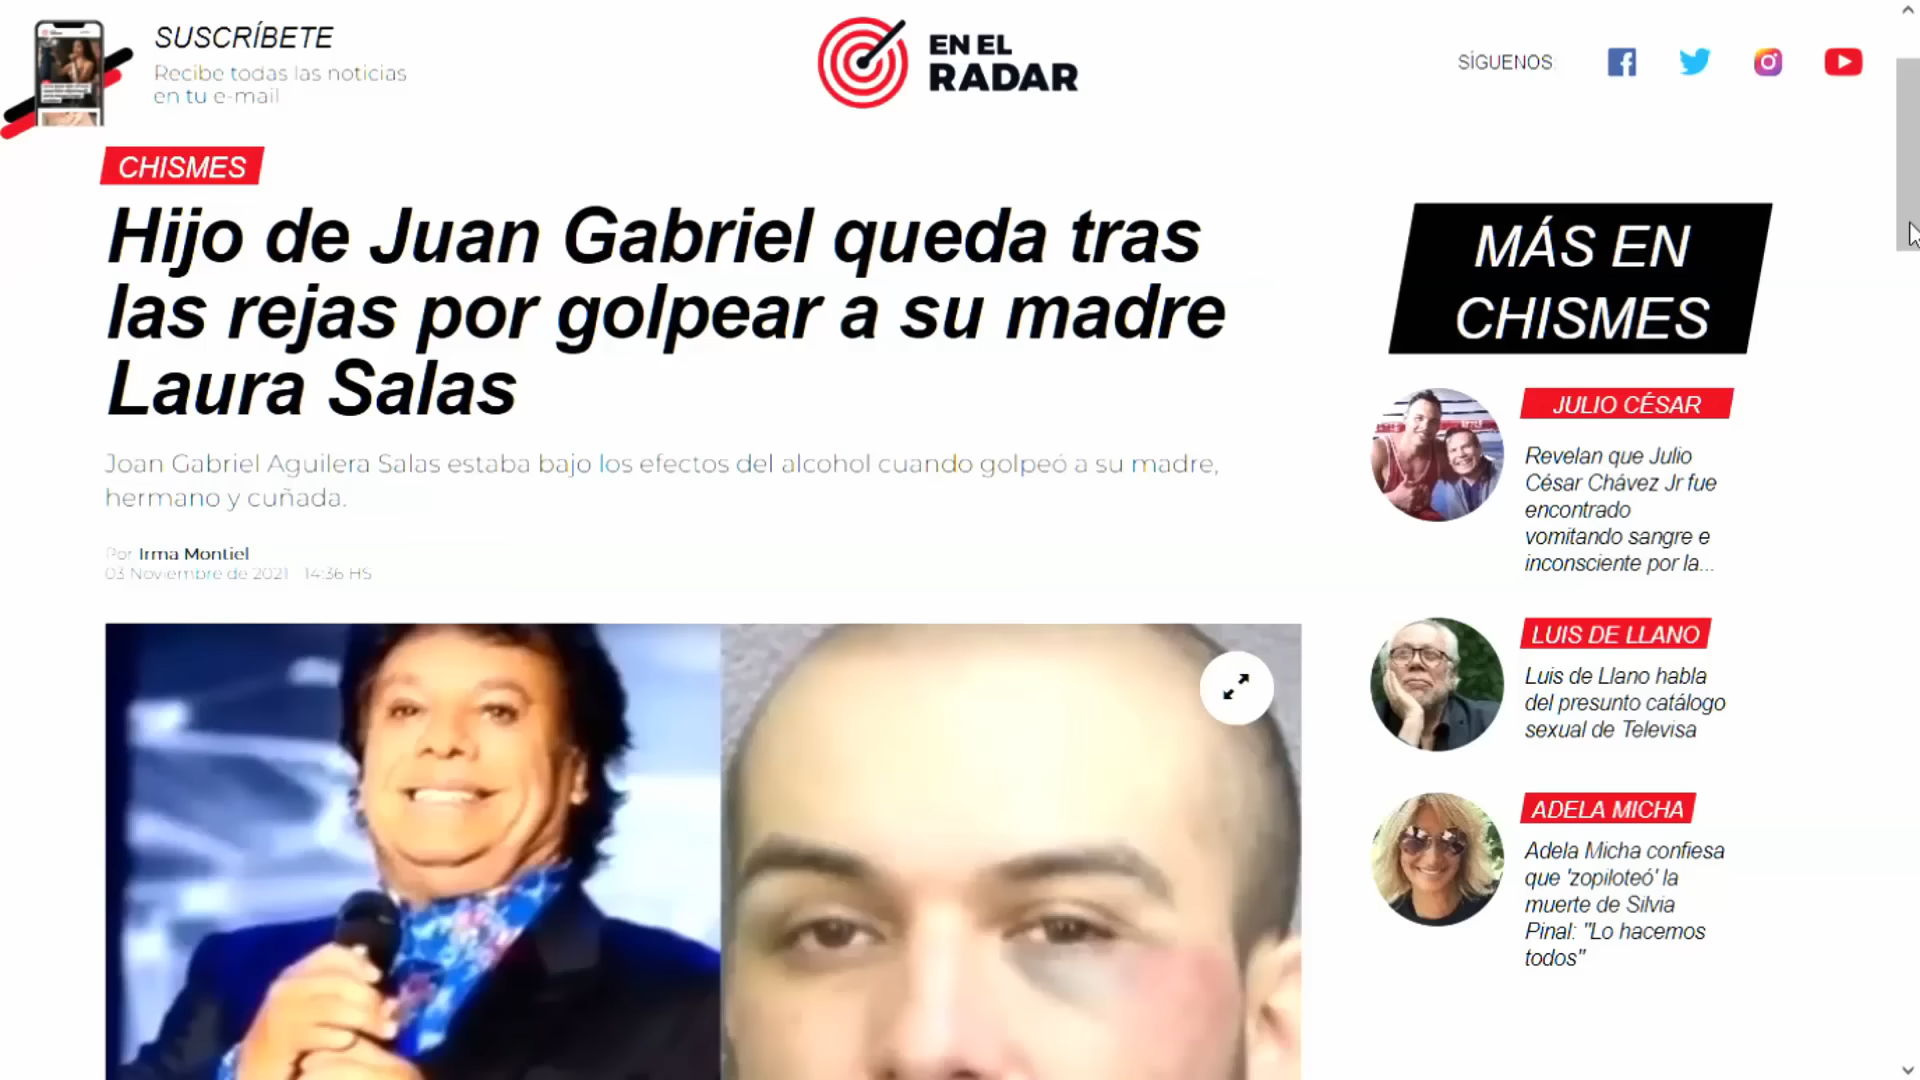 SUSCRÍBETE
Recibe todas las noticias
en tu e-mail
EN EL
RADAR
SÍGUENOS:
CHISMES
Hijo de Juan Gabriel queda tras
las rejas por golpear a su madre
Laura Salas
Joan Gabriel Aguilera Salas estaba bajo los efectos del alcohol cuando golpeó a su madre,
hermano y cuñada.
Por Irma Montiel
03 Noviembre de 2021 14:36 HS
MÁS EN
CHISMES
JULIO CÉSAR
Revelan que Julio
César Chávez Jr fue
encontrado
vomitando sangre e
inconsciente por la...
LUIS DE LLANO
Luis de Llano habla
del presunto catálogo
sexual de Televisa
ADELA MICHA
Adela Micha confiesa
que 'zopiloteó' la
muerte de Silvia
Pinal: "Lo hacemos
todos"